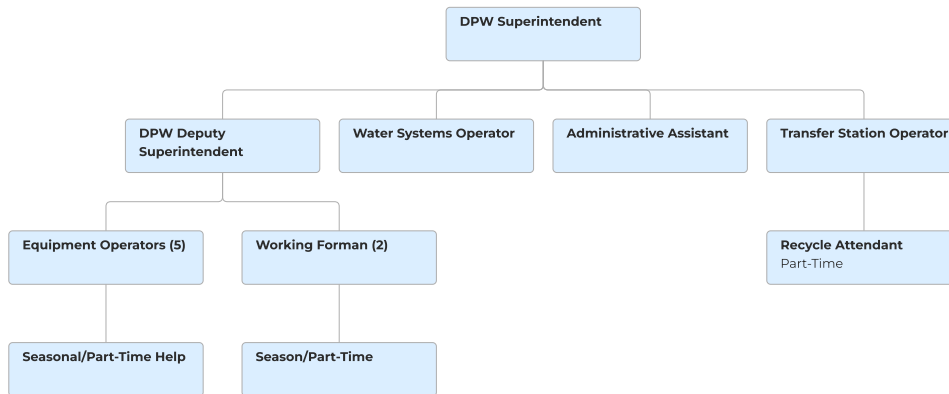 DPW Superintendent
DPW Deputy
Superintendent
Water Systems Operator
Administrative Assistant
Transfer Station Operator
Equipment Operators (5)
Working Forman (2)
Recycle Attendant
Part-Time
Seasonal/Part-Time Help
Season/Part-Time